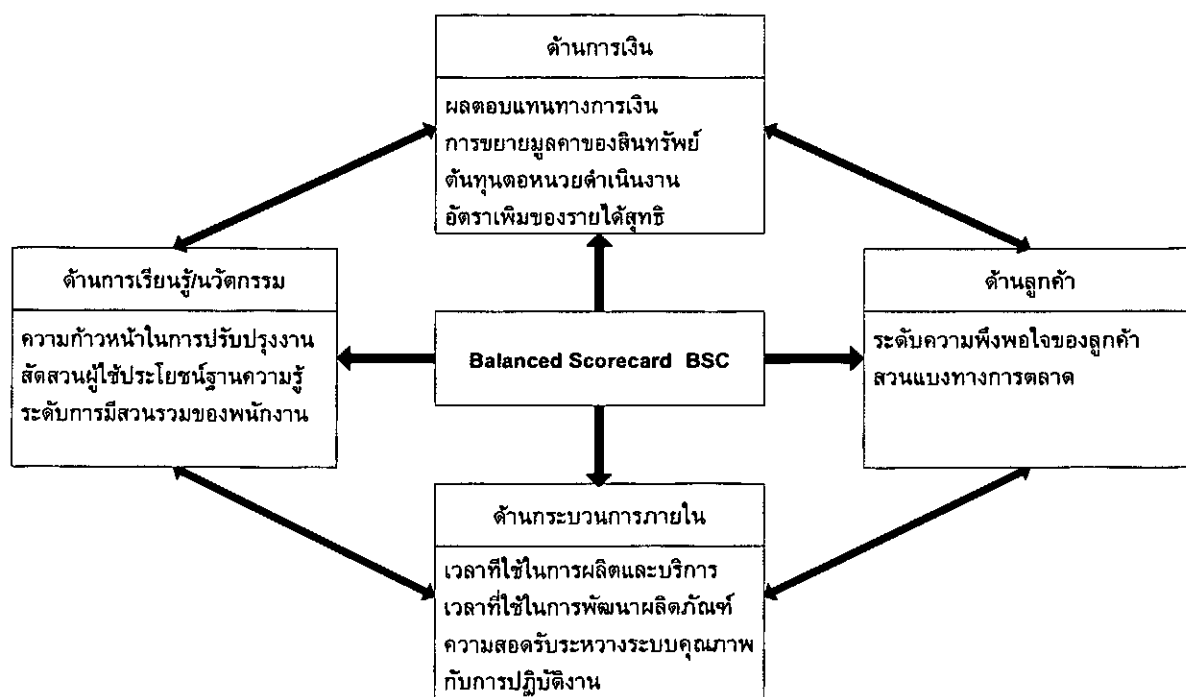 ด้านการเงิน
ผลตอบแทนทางการเงิน
การขยายมูลคาของสินทรัพย์
ต้นทุนตอหนวยดำเนินงาน
อัตราเพิ่มของรายได้สุทธิ
ด้านการเรียนรู้/นวัตกรรม
ความก้าวหน้าในการปรับปรุงงาน
สัดสวนผู้ใช้ประโยชน์ฐานความรู้
ระดับการมีสวนรวมของพนักงาน
Balanced Scorecard BSC
ด้านลูกค้า
ระดับความพึงพอใจของลูกค้า
สวนแบงทางการตลาด
ด้านกระบวนการภายใน
เวลาที่ใช้ในการผลิตและบริการ
เวลาที่ใช้ในการพัฒนาผลิตภัณฑ์
ความสอดรับระหวางระบบคุณภาพ
กับการปฏิบัติงาน